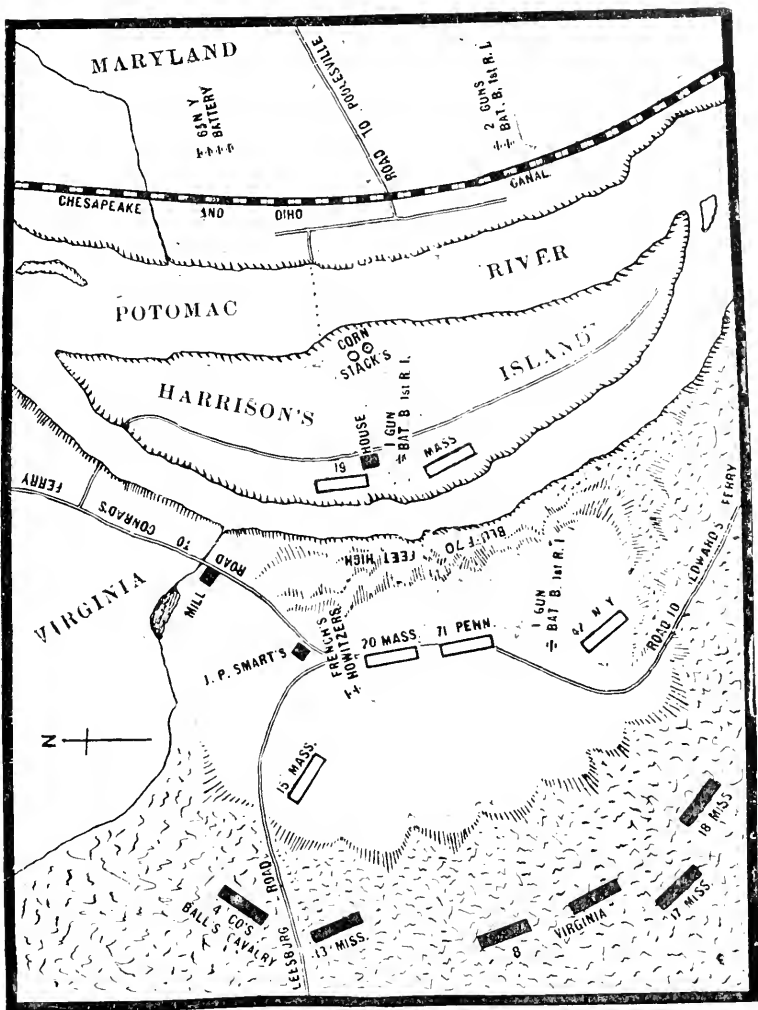 MARYLAND
6th N Y
BATTERY
ROAD TO POOLESVILLE
2 GUNS
BAT. B. 1st R. I.
CHESAPEAKE AND OHIO CANAL
POTOMAC RIVER
CORN
STACK'S
HARRISON'S ISLAND
HOUSE
1 GUN
BAT B 1st R. I.
19 MASS
ROAD TO CONRAD'S FERRY
VIRGINIA
MILL
BLUFF 70
FEET HIGH
J. P. SMART'S
FRENCH'S
HOWITZERS
20 MASS.
71 PENN.
1 GUN
BAT B. 1st R. I.
42 N Y
ROAD TO EDWARD'S FERRY
N
15 MASS.
LEESBURG ROAD
4 CO'S
BALL'S CAVALRY
13 MISS.
8 VIRGINIA
17 MISS.
18 MISS